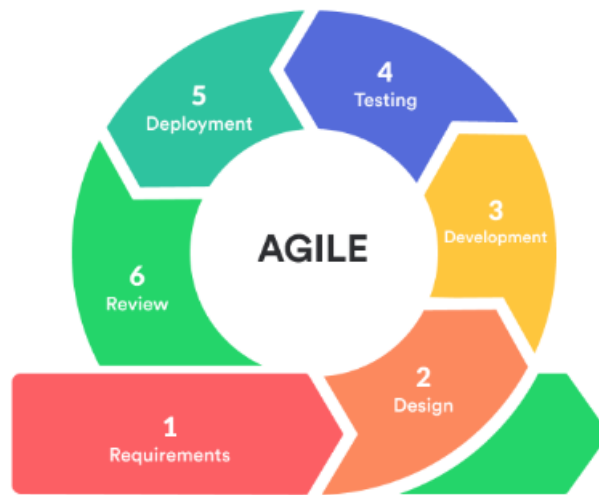 AGILE
1
Requirements
2
Design
3
Development
4
Testing
5
Deployment
6
Review